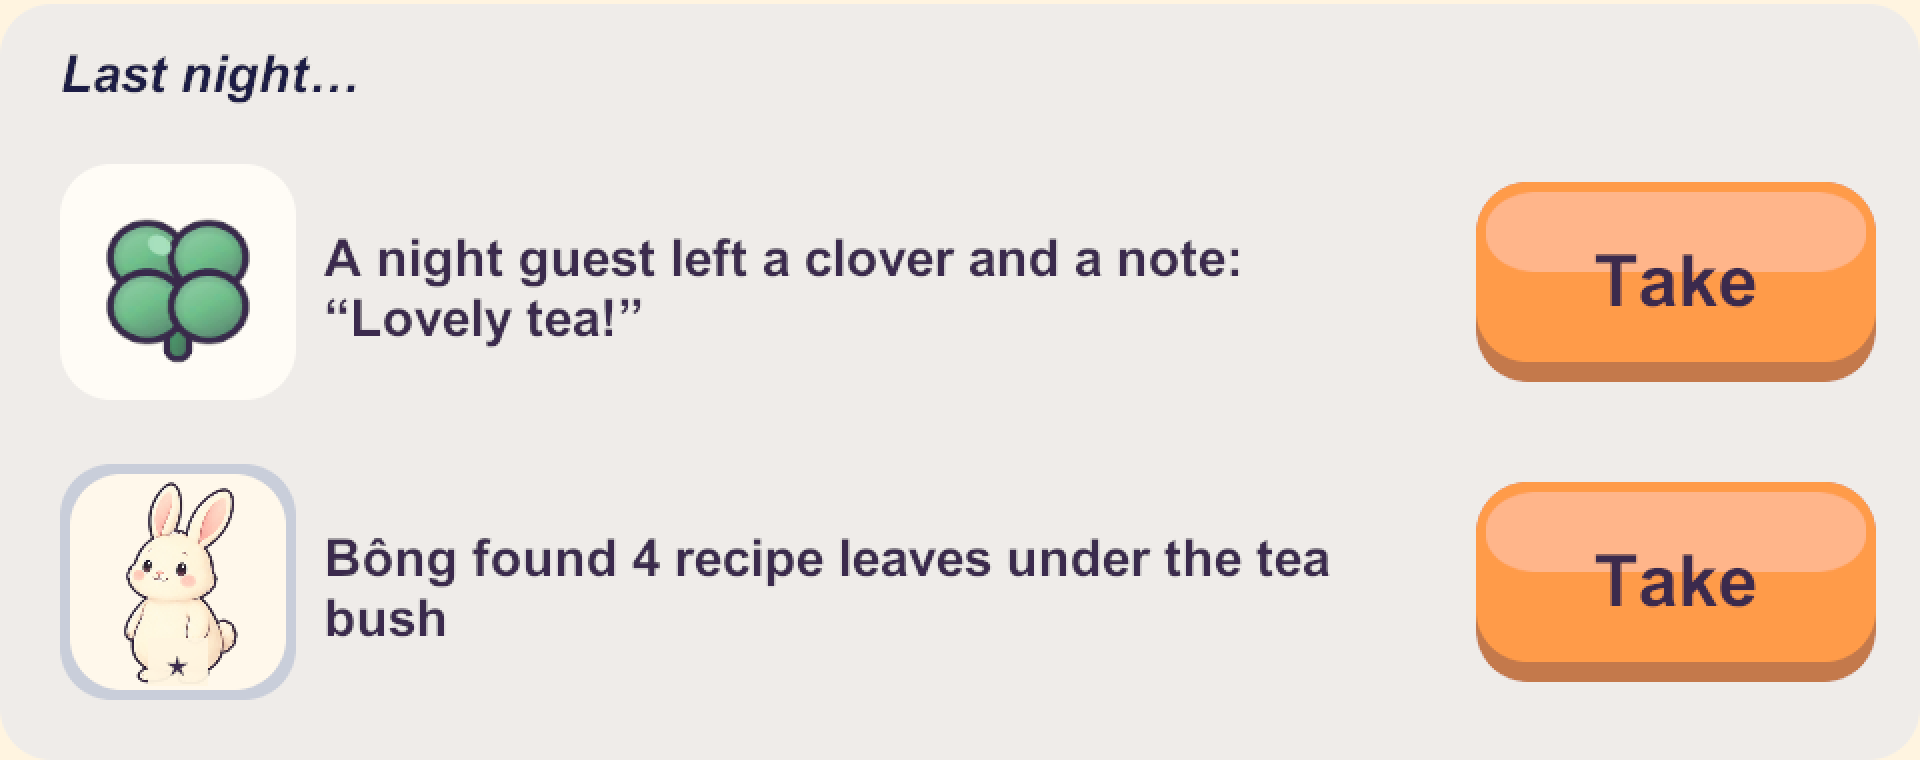 Last night...
A night guest left a clover and a note:
“Lovely tea!”
Take
Bông found 4 recipe leaves under the tea
bush
Take